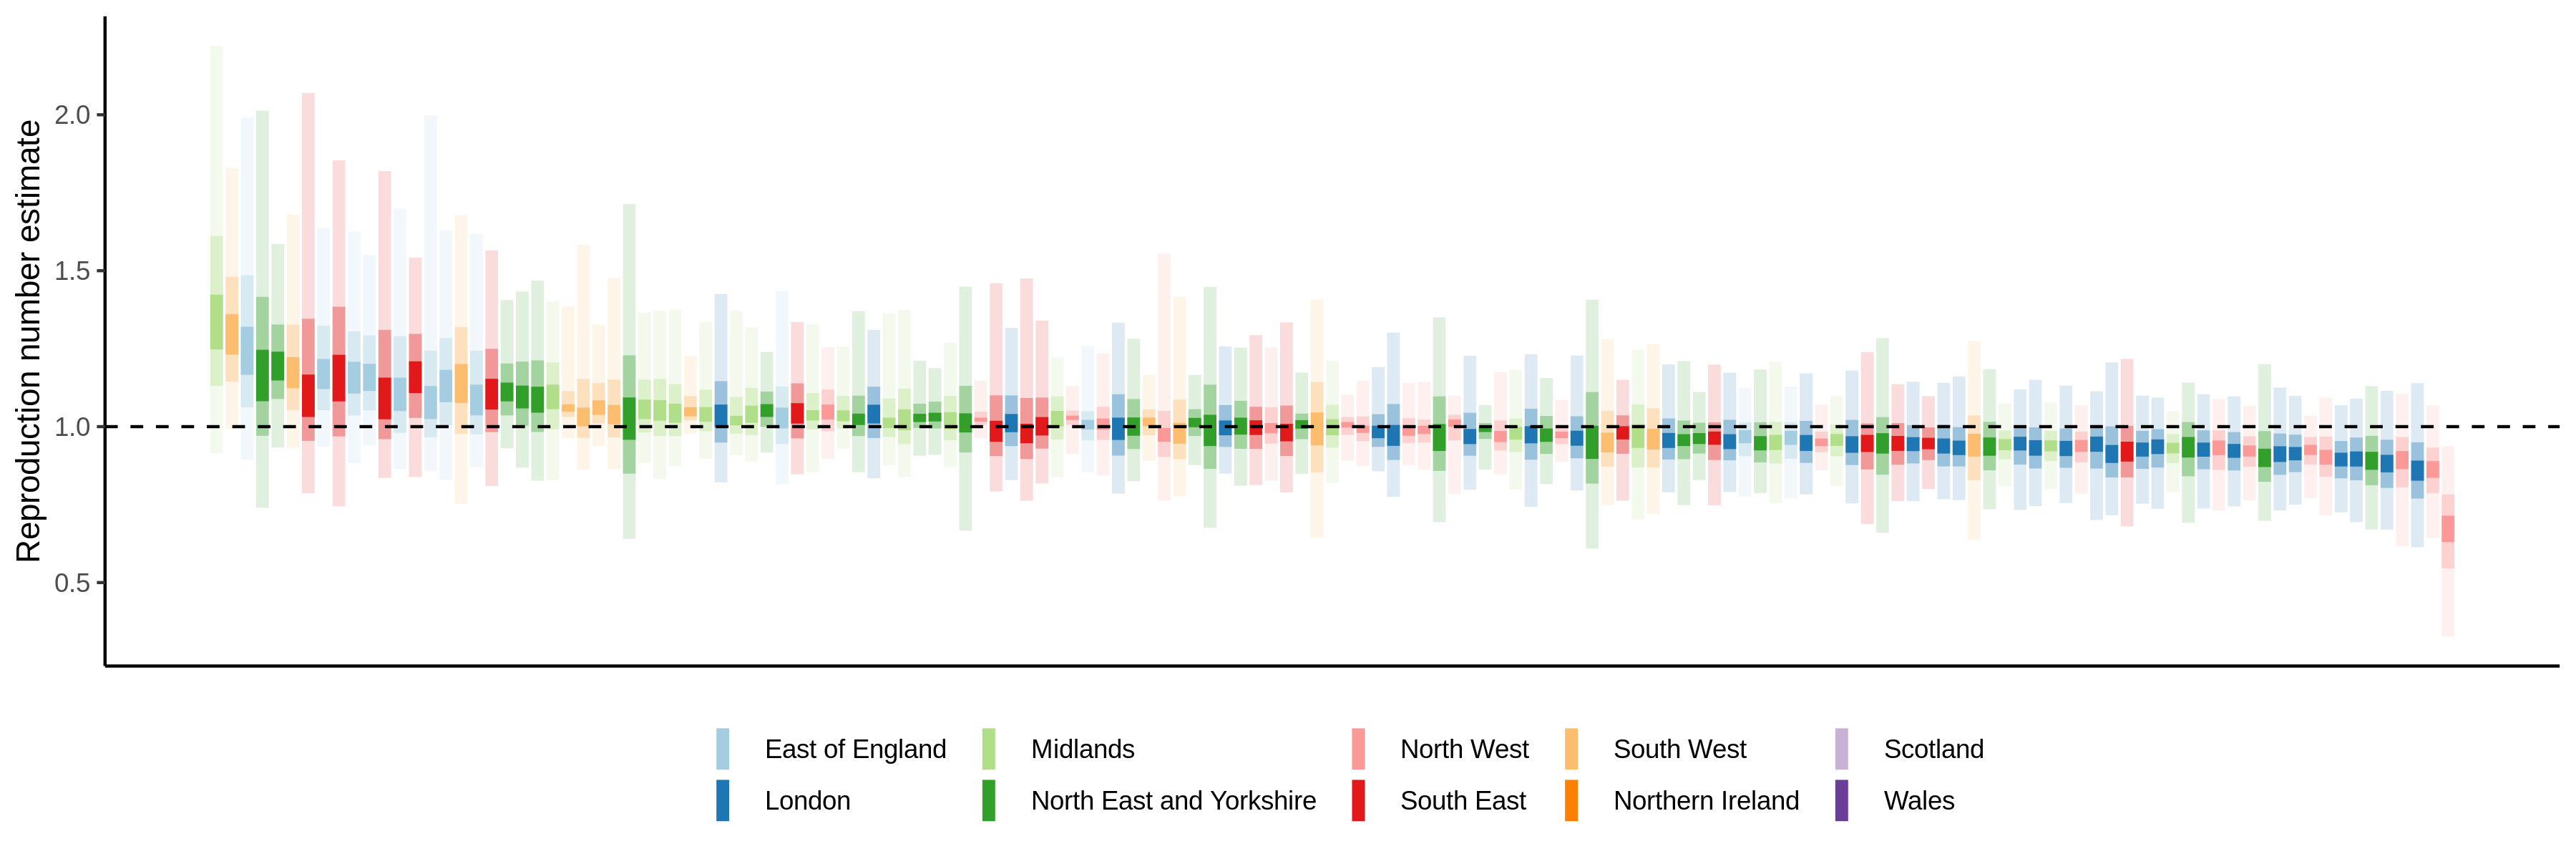 Reproduction number estimate
2.0
1.5
1.0
0.5
East of England
Midlands
North West
South West
Scotland
London
North East and Yorkshire
South East
Northern Ireland
Wales